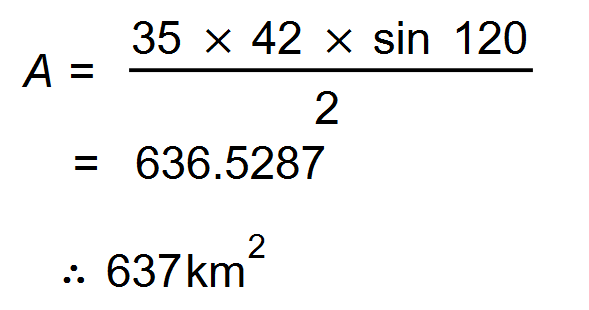 A = 35 × 42 × sin 120 / 2
= 636.5287
∴ 637km²